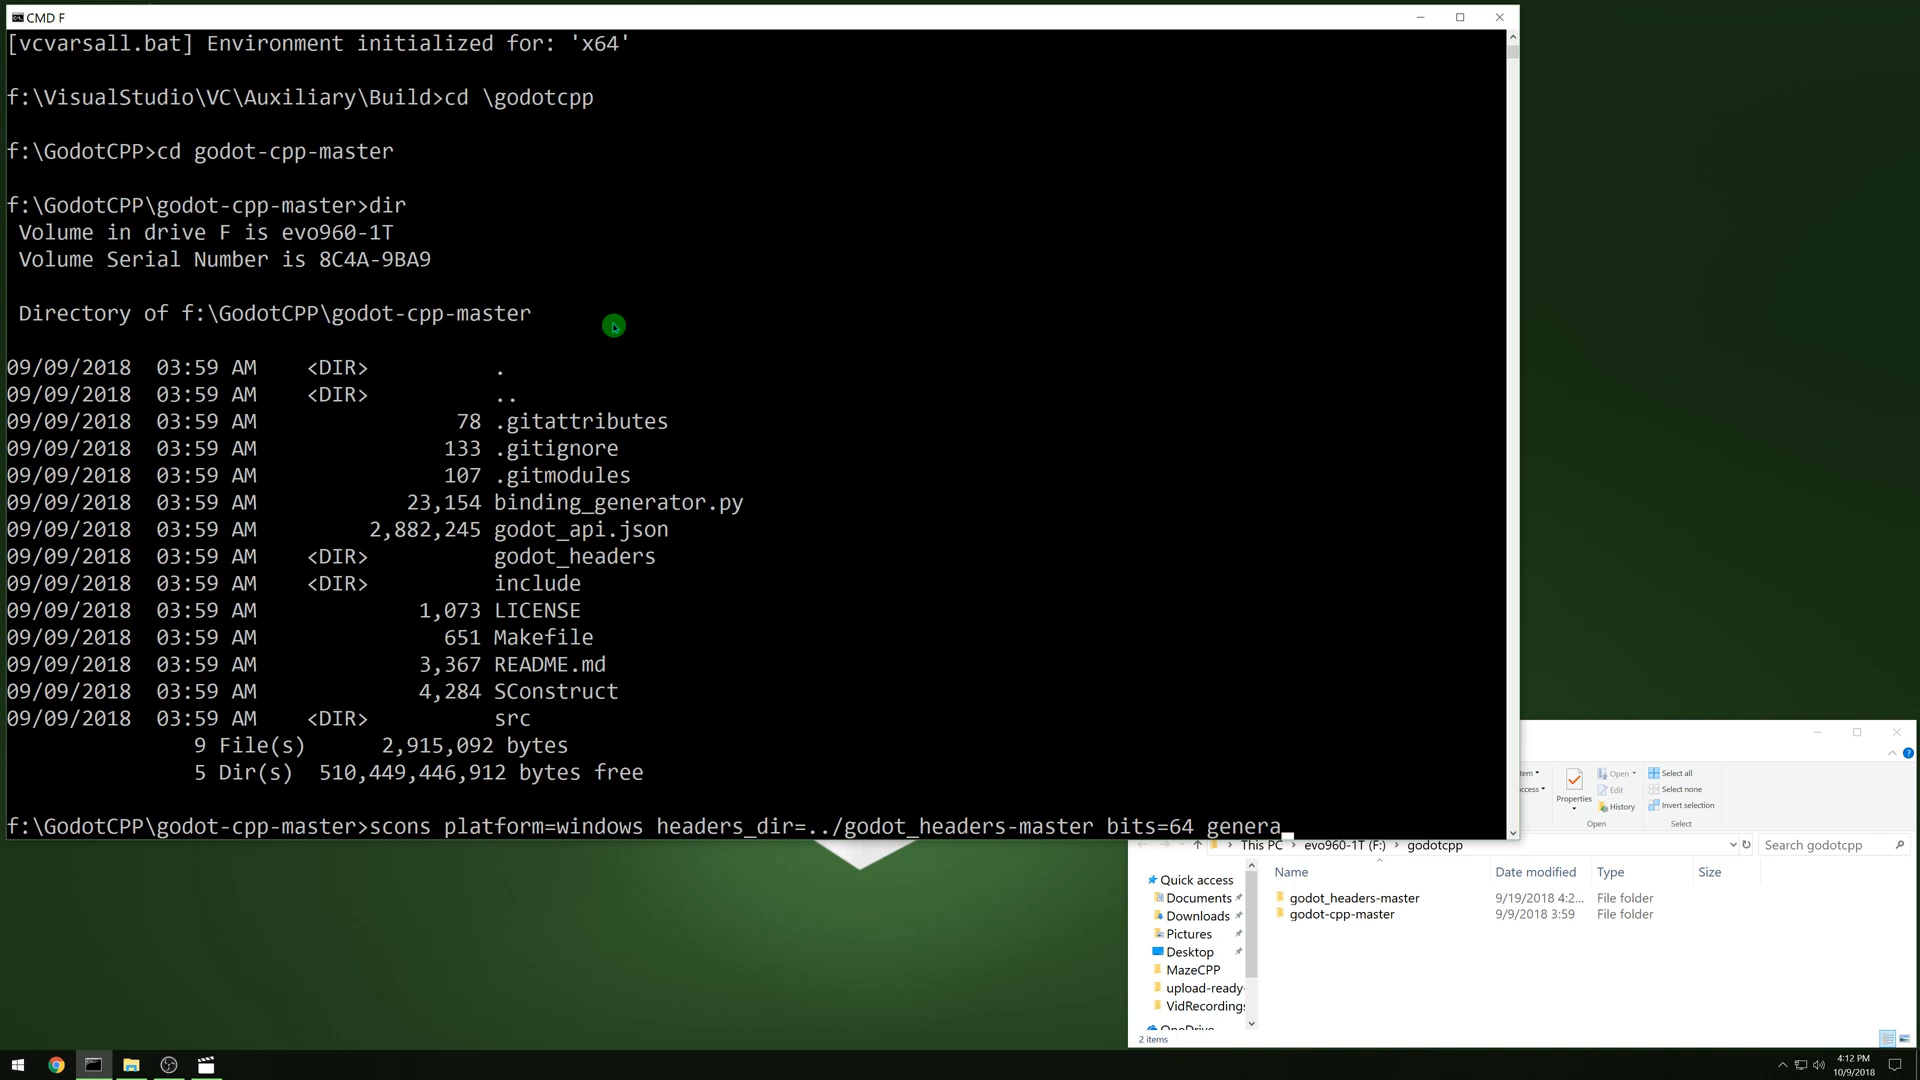 CMD F
[vcvarsall.bat] Environment initialized for: 'x64'
f:\VisualStudio\VC\Auxiliary\Build>cd \godotcpp
f:\GodotCPP>cd godot-cpp-master
f:\GodotCPP\godot-cpp-master>dir
Volume in drive F is evo960-1T
Volume Serial Number is 8C4A-9BA9
Directory of f:\GodotCPP\godot-cpp-master
09/09/2018  03:59 AM    <DIR>          .
09/09/2018  03:59 AM    <DIR>          ..
09/09/2018  03:59 AM                78 .gitattributes
09/09/2018  03:59 AM               133 .gitignore
09/09/2018  03:59 AM               107 .gitmodules
09/09/2018  03:59 AM            23,154 binding_generator.py
09/09/2018  03:59 AM         2,882,245 godot_api.json
09/09/2018  03:59 AM    <DIR>          godot_headers
09/09/2018  03:59 AM    <DIR>          include
09/09/2018  03:59 AM             1,073 LICENSE
09/09/2018  03:59 AM               651 Makefile
09/09/2018  03:59 AM             3,367 README.md
09/09/2018  03:59 AM             4,284 SConstruct
09/09/2018  03:59 AM    <DIR>          src
9 File(s)      2,915,092 bytes
5 Dir(s)  510,449,446,912 bytes free
f:\GodotCPP\godot-cpp-master>scons platform=windows headers_dir=../godot_headers-master bits=64 genera
Open
Select all
Edit
Select none
Properties
History
Invert selection
Open
Select
This PC > evo960-1T (F:) > godotcpp
Search godotcpp
Name Date modified Type Size
godot_headers-master 9/19/2018 4:2... File folder
godot-cpp-master 9/9/2018 3:59 File folder
Quick access
Documents
Downloads
Pictures
Desktop
MazeCPP
upload-ready-
VidRecordings
OneDrive
2 items
4:12 PM
10/9/2018